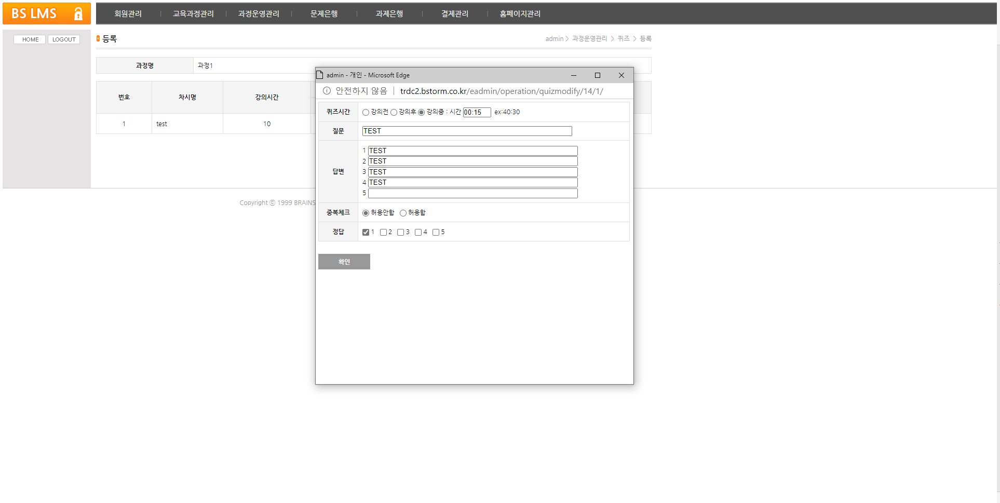 BS LMS
회원관리 | 교육과정관리 | 과정운영관리 | 문제은행 | 과제은행 | 결제관리 | 홈페이지관리
HOME LOGOUT
등록
admin > 과정운영관리 > 퀴즈 > 등록
과정명 과정1
번호 차시명 강의시간
1 test 10
Copyright ⓒ 1999 BRAINS
admin - 개인 - Microsoft Edge
안전하지 않음 | trdc2.bstorm.co.kr/eadmin/operation/quizmodify/14/1/
퀴즈시간 강의전 강의후 강의중 : 시간 00:15 ex:40:30
질문 TEST
답변
1 TEST
2 TEST
3 TEST
4 TEST
5
중복체크 허용안함 허용함
정답 1 2 3 4 5
확인